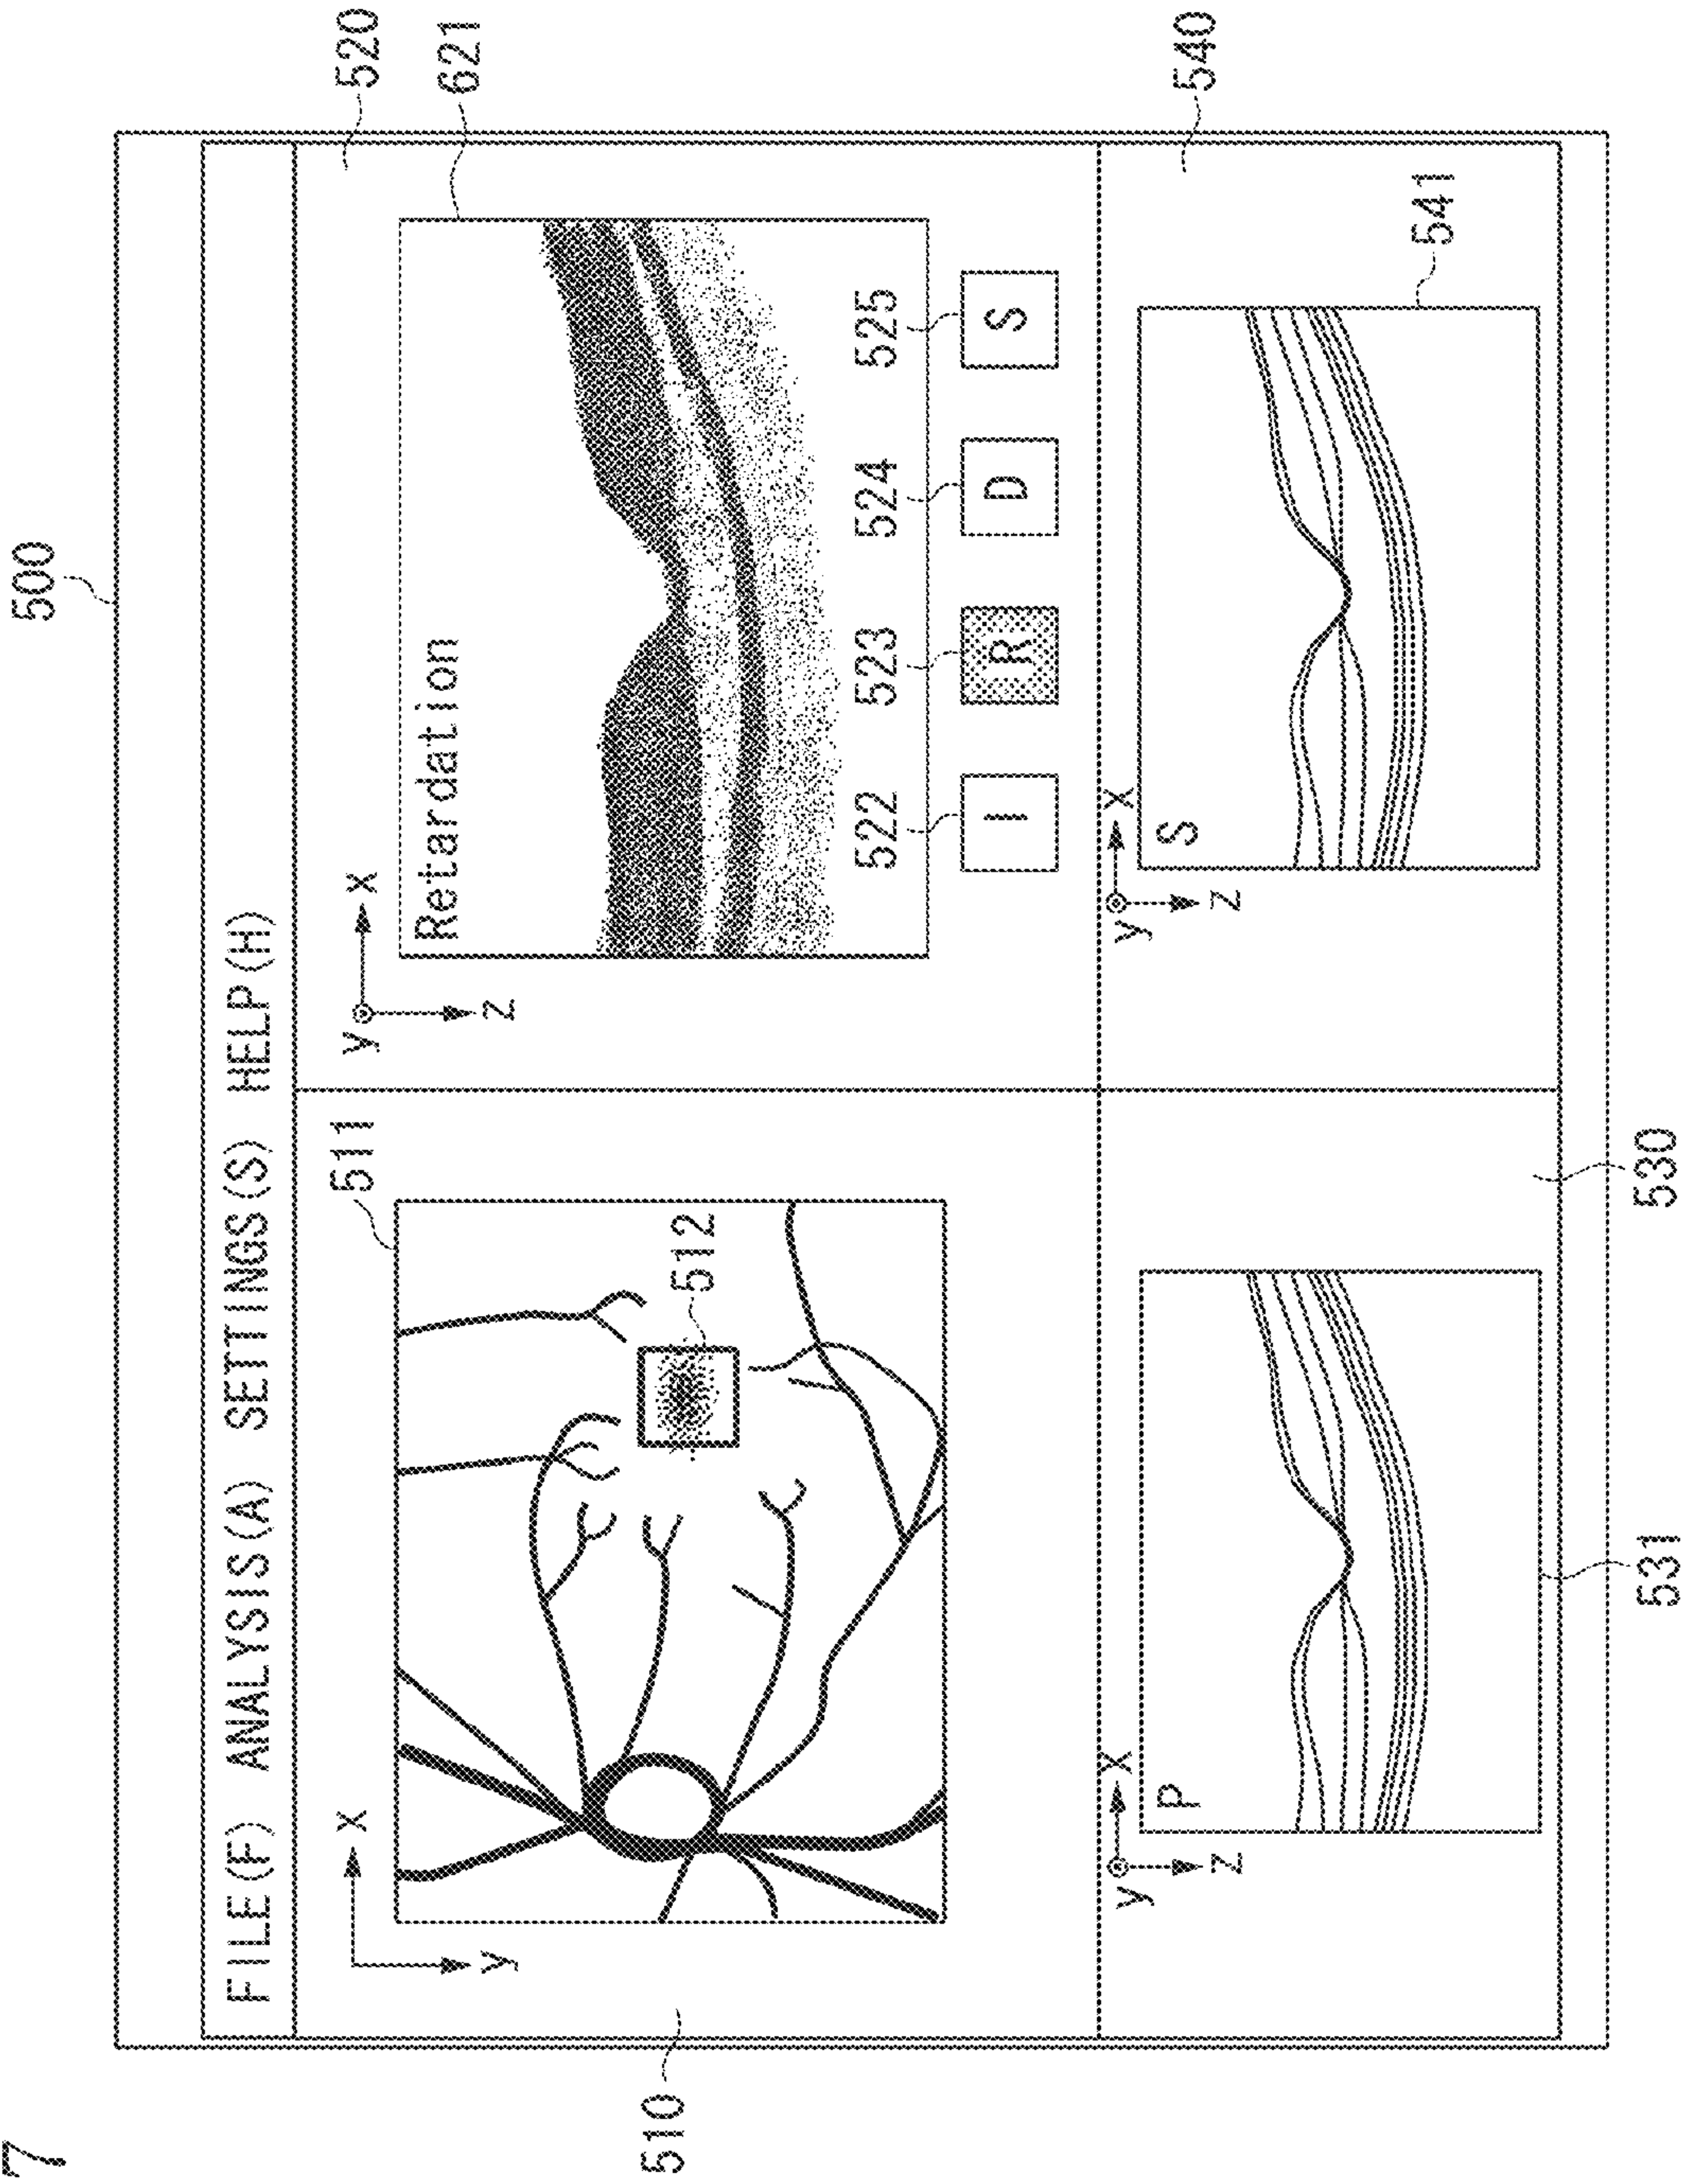 7
500
FILE(F) ANALYSIS(A) SETTINGS(S) HELP(H)
520
511
x
y
y
x
z
621
Retardation
512
510
522
523
524
525
I
R
D
S
540
y
x
z
P
y
x
z
S
541
531
530